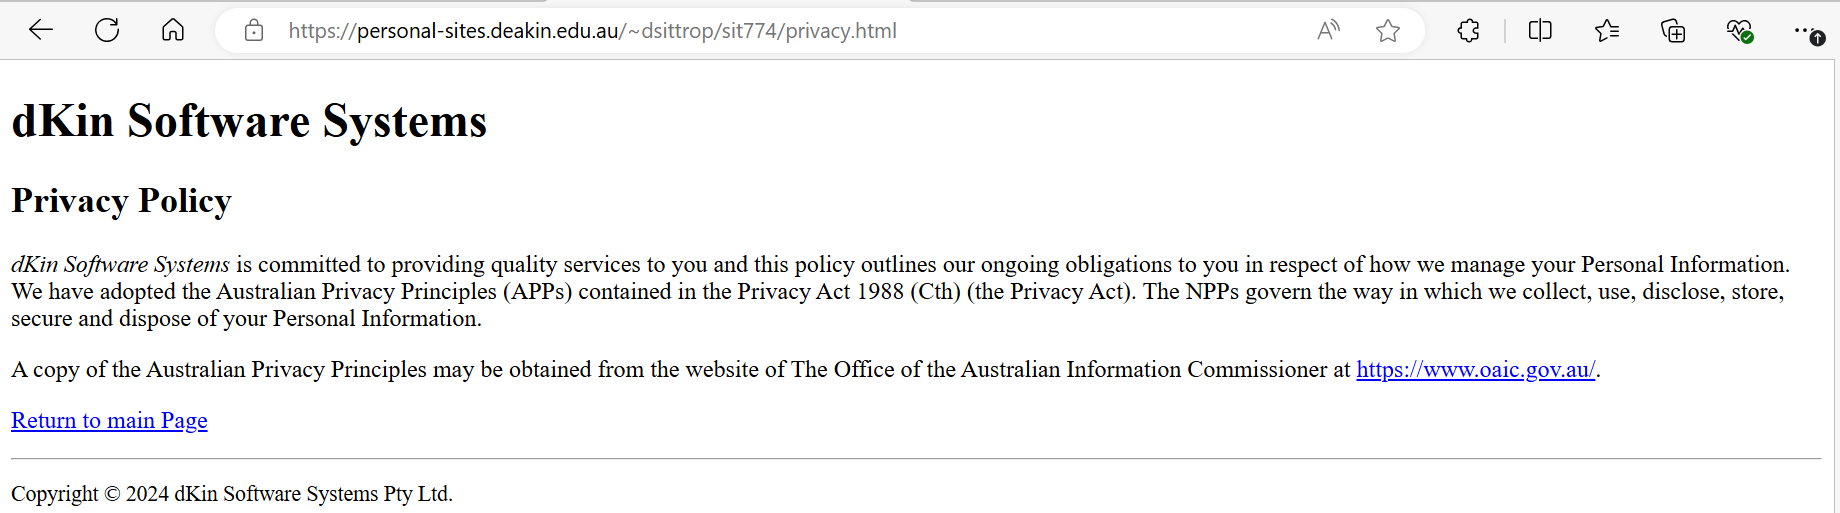 https://personal-sites.deakin.edu.au/~dsittrop/sit774/privacy.html
dKin Software Systems
Privacy Policy
dKin Software Systems is committed to providing quality services to you and this policy outlines our ongoing obligations to you in respect of how we manage your Personal Information.
We have adopted the Australian Privacy Principles (APPs) contained in the Privacy Act 1988 (Cth) (the Privacy Act). The NPPs govern the way in which we collect, use, disclose, store,
secure and dispose of your Personal Information.
A copy of the Australian Privacy Principles may be obtained from the website of The Office of the Australian Information Commissioner at https://www.oaic.gov.au/.
Return to main Page
Copyright © 2024 dKin Software Systems Pty Ltd.